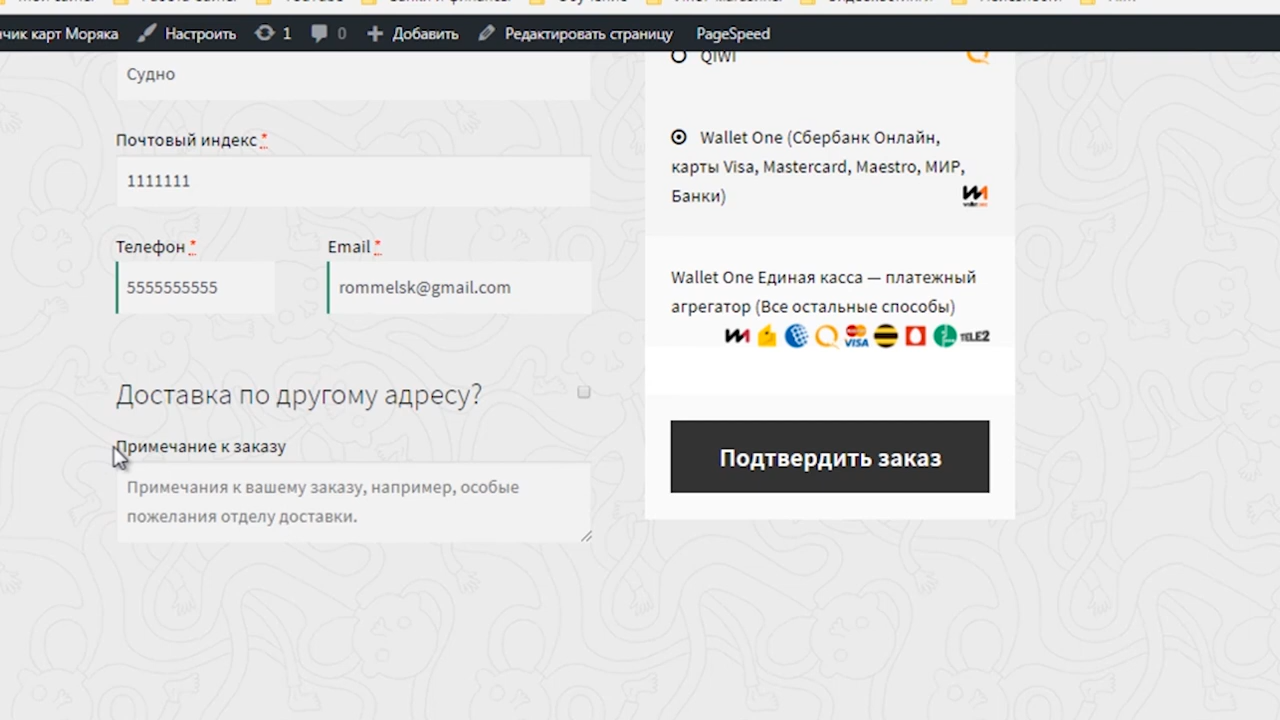 чик карт Моряка Настроить 1 0 Добавить Редактировать страницу PageSpeed
Судно
Почтовый индекс *
1111111
Телефон *
Email *
5555555555
rommelsk@gmail.com
Доставка по другому адресу?
Примечание к заказу
Примечания к вашему заказу, например, особые
пожелания отделу доставки.
QIWI
Wallet One (Сбербанк Онлайн,
карты Visa, Mastercard, Maestro, МИР,
Банки)
Wallet One Единая касса — платежный
агрегатор (Все остальные способы)
VISA TELE2
Подтвердить заказ